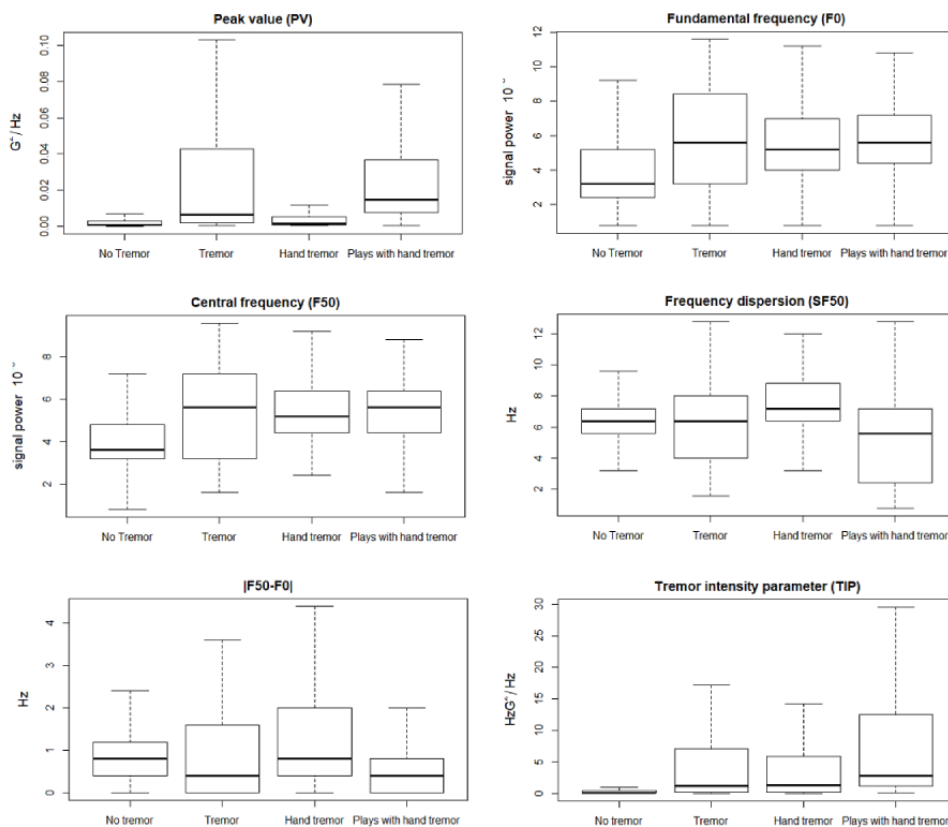 Peak value (PV)
G²/Hz
0.00
0.02
0.04
0.06
0.08
0.10
No Tremor
Tremor
Hand tremor
Plays with hand tremor
Fundamental frequency (F0)
signal power 10
2
4
6
8
10
12
No Tremor
Tremor
Hand tremor
Plays with hand tremor
Central frequency (F50)
signal power 10
2
4
6
8
No Tremor
Tremor
Hand tremor
Plays with hand tremor
Frequency dispersion (SF50)
Hz
2
4
6
8
10
12
No Tremor
Tremor
Hand tremor
Plays with hand tremor
|F50-F0|
Hz
0
1
2
3
4
No tremor
Tremor
Hand tremor
Plays with hand tremor
Tremor intensity parameter (TIP)
HzG²/Hz
0
5
10
15
20
25
30
No Tremor
Tremor
Hand tremor
Plays with hand tremor